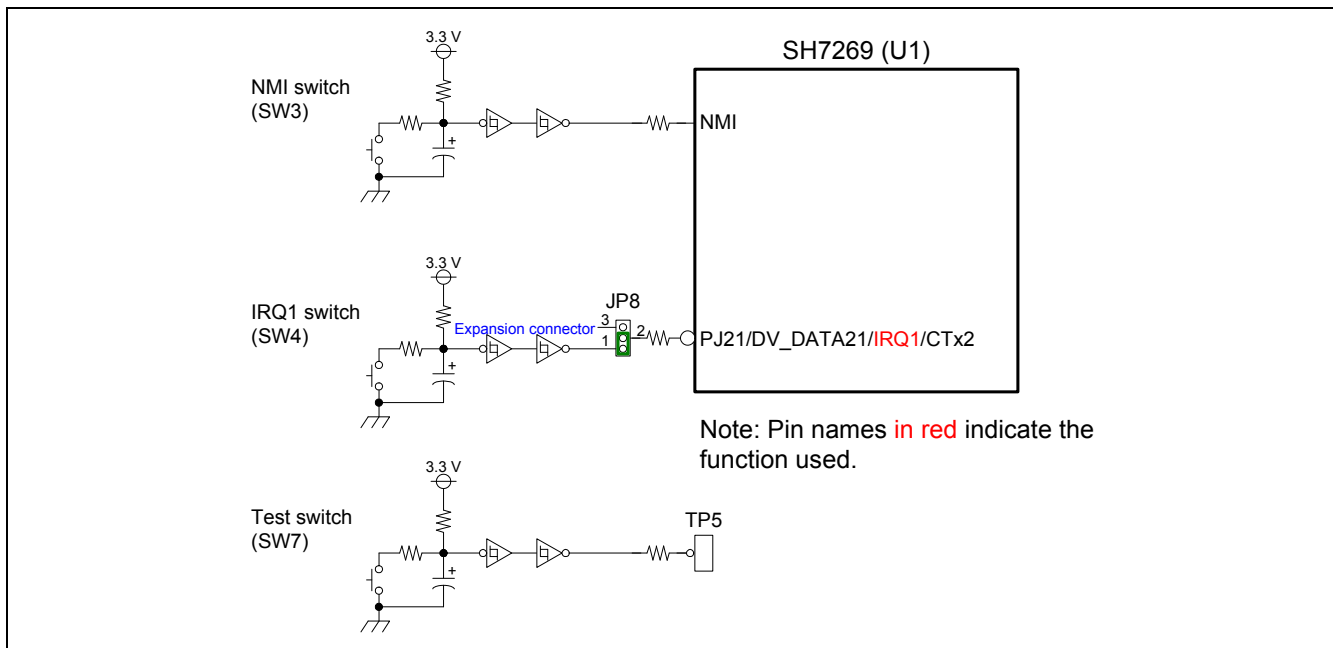 SH7269 (U1)
3.3 V
NMI switch
(SW3)
+
NMI
3.3 V
IRQ1 switch
(SW4)
JP8
Expansion connector
3
2
1
+
PJ21/DV_DATA21/IRQ1/CTx2
Note: Pin names in red indicate the
function used.
3.3 V
Test switch
(SW7)
TP5
+